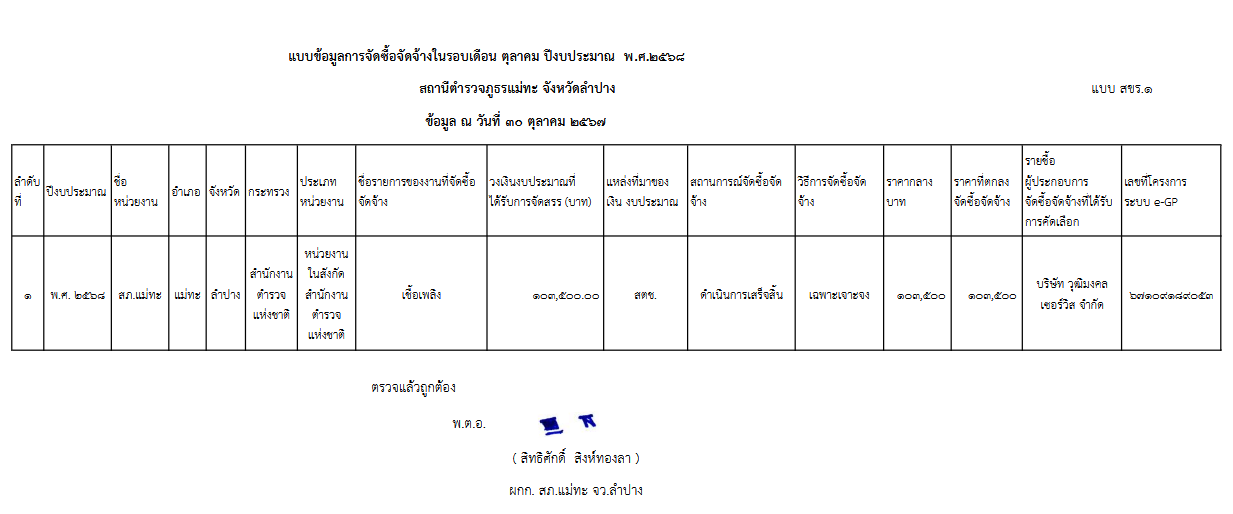 แบบข้อมูลการจัดซื้อจัดจ้างในรอบเดือน ตุลาคม ปีงบประมาณ พ.ศ.๒๕๖๘
สถานีตำรวจภูธรแม่ทะ จังหวัดลำปาง
แบบ สขร.๑
ข้อมูล ณ วันที่ ๓๐ ตุลาคม ๒๕๖๗
ลำดับ
ที่
ปีงบประมาณ
ชื่อ
หน่วยงาน
อำเภอ
จังหวัด
กระทรวง
ประเภท
หน่วยงาน
ชื่อรายการของงานที่จัดซื้อ
จัดจ้าง
วงเงินงบประมาณที่
ได้รับการจัดสรร (บาท)
แหล่งที่มาของ
เงิน งบประมาณ
สถานการณ์จัดซื้อจัด
จ้าง
วิธีการจัดซื้อจัด
จ้าง
ราคากลาง
บาท
ราคาที่ตกลง
จัดซื้อจัดจ้าง
รายชื้อ
ผู้ประกอบการ
จัดซื้อจัดจ้างที่ได้รับ
การคัดเลือก
เลขที่โครงการ
ระบบ e-GP
๑
พ.ศ. ๒๕๖๘
สภ.แม่ทะ
แม่ทะ
ลำปาง
สำนักงาน
ตำรวจ
แห่งชาติ
หน่วยงาน
ในสังกัด
สำนักงาน
ตำรวจ
แห่งชาติ
เชื้อเพลิง
๑๐๓,๕๐๐.๐๐
สตช.
ดำเนินการเสร็จสิ้น
เฉพาะเจาะจง
๑๐๓,๕๐๐
๑๐๓,๕๐๐
บริษัท วุฒิมงคล
เซอร์วิส จำกัด
๖๗๑๐๙๑๘๙๐๕๓
ตรวจแล้วถูกต้อง
พ.ต.อ.
( สิทธิศักดิ์ สิงห์ทองลา )
ผกก. สภ.แม่ทะ จว.ลำปาง